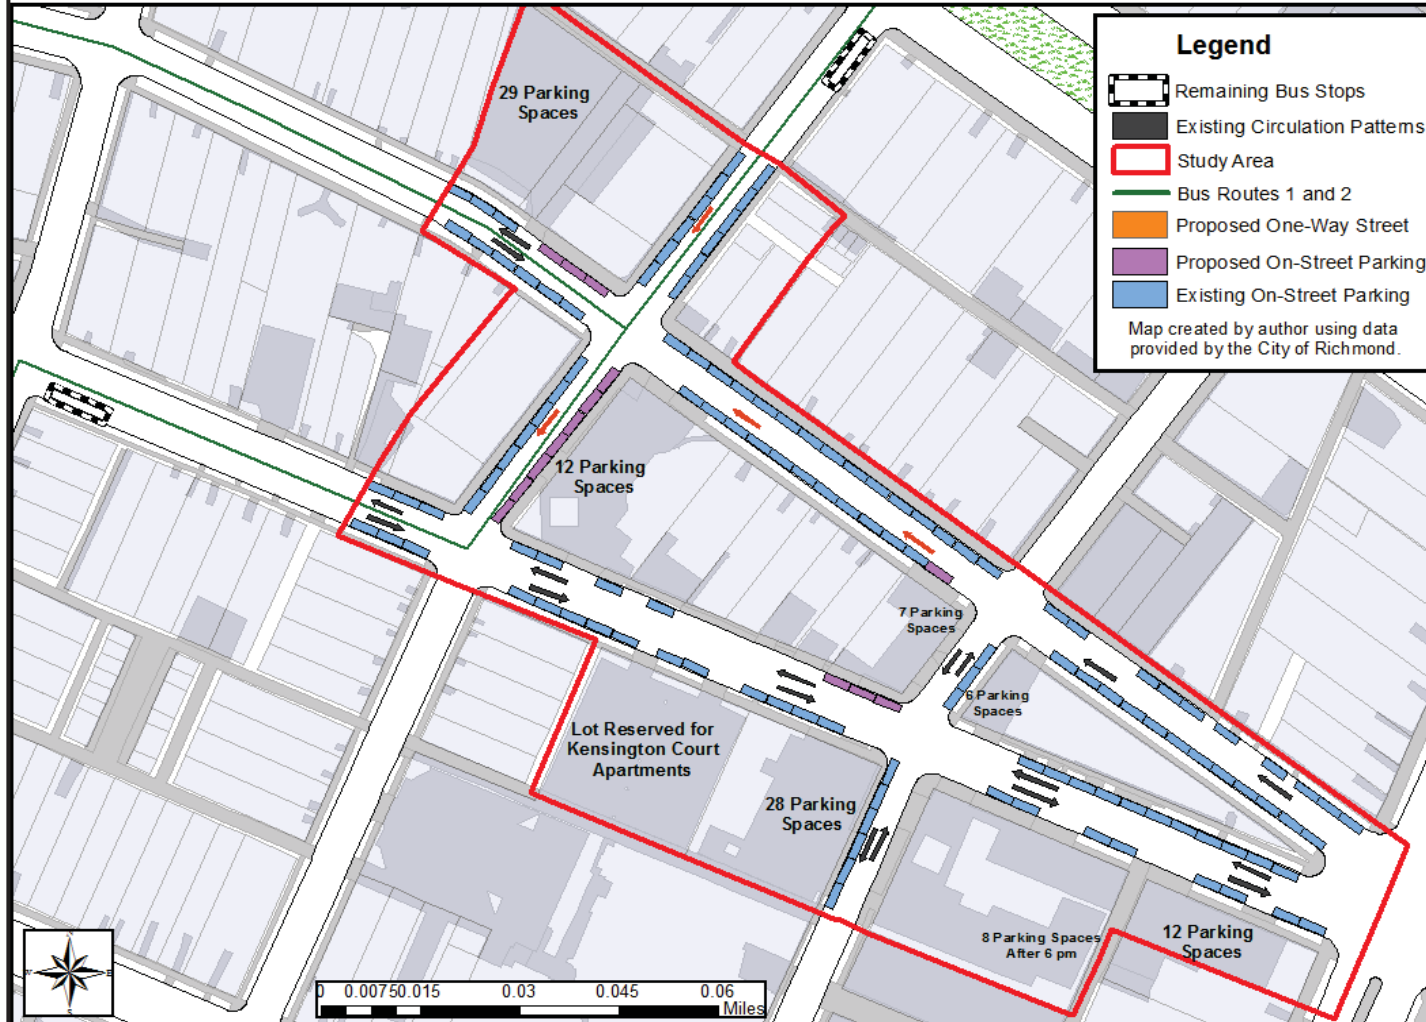 Legend
Remaining Bus Stops
Existing Circulation Patterns
Study Area
Bus Routes 1 and 2
Proposed One-Way Street
Proposed On-Street Parking
Existing On-Street Parking
Map created by author using data
provided by the City of Richmond.
29 Parking
Spaces
12 Parking
Spaces
7 Parking
Spaces
6 Parking
Spaces
Lot Reserved for
Kensington Court
Apartments
28 Parking
Spaces
8 Parking Spaces
After 6 pm
12 Parking
Spaces
N
W E
S
0 0.0075 0.015 0.03 0.045 0.06
Miles